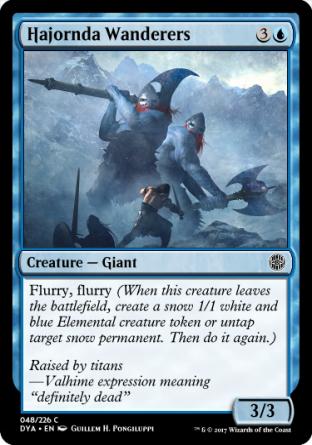 Hajornda Wanderers 3
Creature — Giant
Flurry, flurry (When this creature leaves
the battlefield, create a snow 1/1 white and
blue Elemental creature token or untap
target snow permanent. Then do it again.)
Raised by titans
—Valhime expression meaning
“definitely dead”
3/3
048/226 C
DYA • EN Guillem H. Pongiluppi
™ & © 2017 Wizards of the Coast